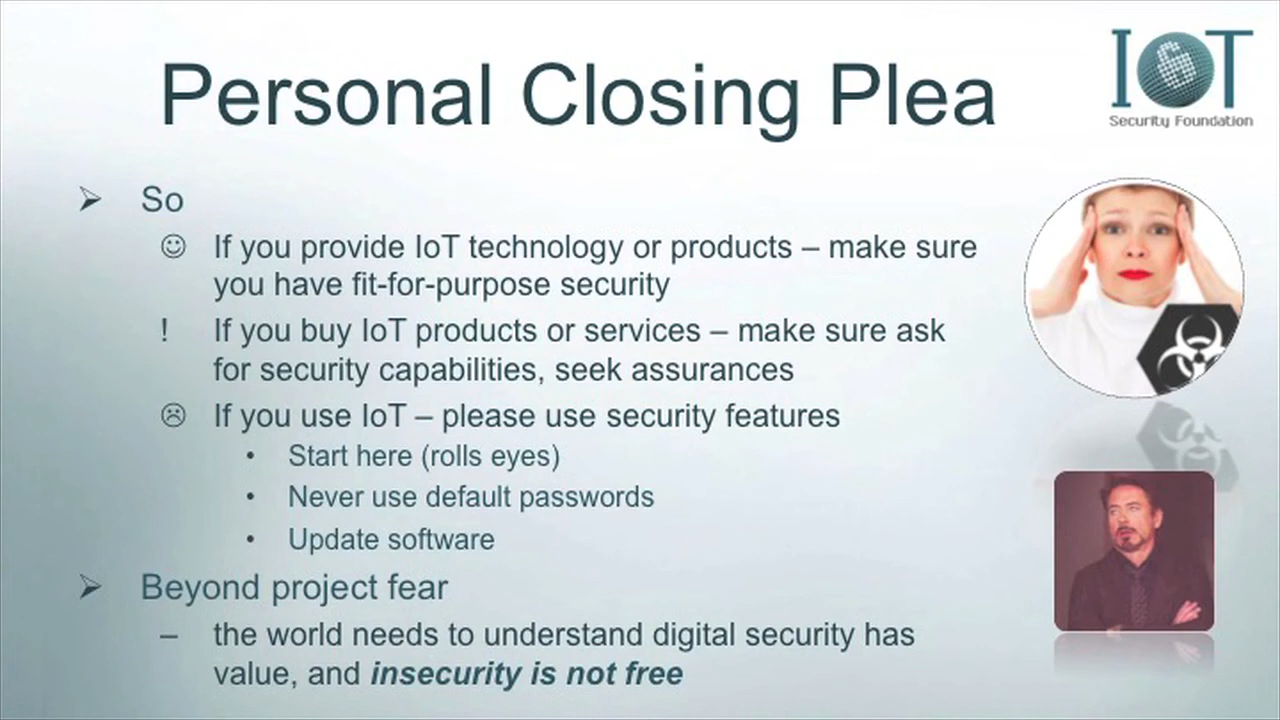 Personal Closing Plea
IoT
Security Foundation
➢ So
☺ If you provide IoT technology or products – make sure
you have fit-for-purpose security
! If you buy IoT products or services – make sure ask
for security capabilities, seek assurances
☹ If you use IoT – please use security features
• Start here (rolls eyes)
• Never use default passwords
• Update software
➢ Beyond project fear
– the world needs to understand digital security has
value, and insecurity is not free